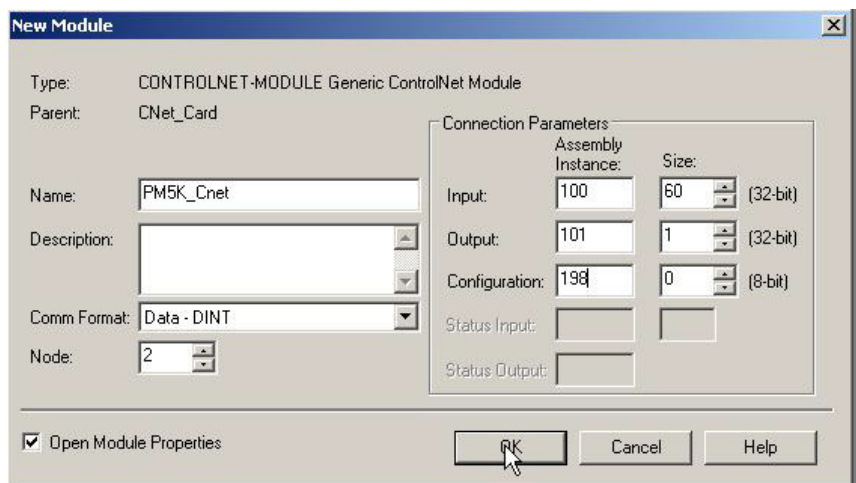 New Module
Type: CONTROLNET-MODULE Generic ControlNet Module
Parent: CNet_Card
Connection Parameters
Assembly
Instance: Size:
Name: PM5K_Cnet
Input: 100 60 (32-bit)
Description:
Output: 101 1 (32-bit)
Configuration: 198 0 (8-bit)
Comm Format: Data - DINT
Status Input:
Node: 2
Status Output:
Open Module Properties
OK Cancel Help